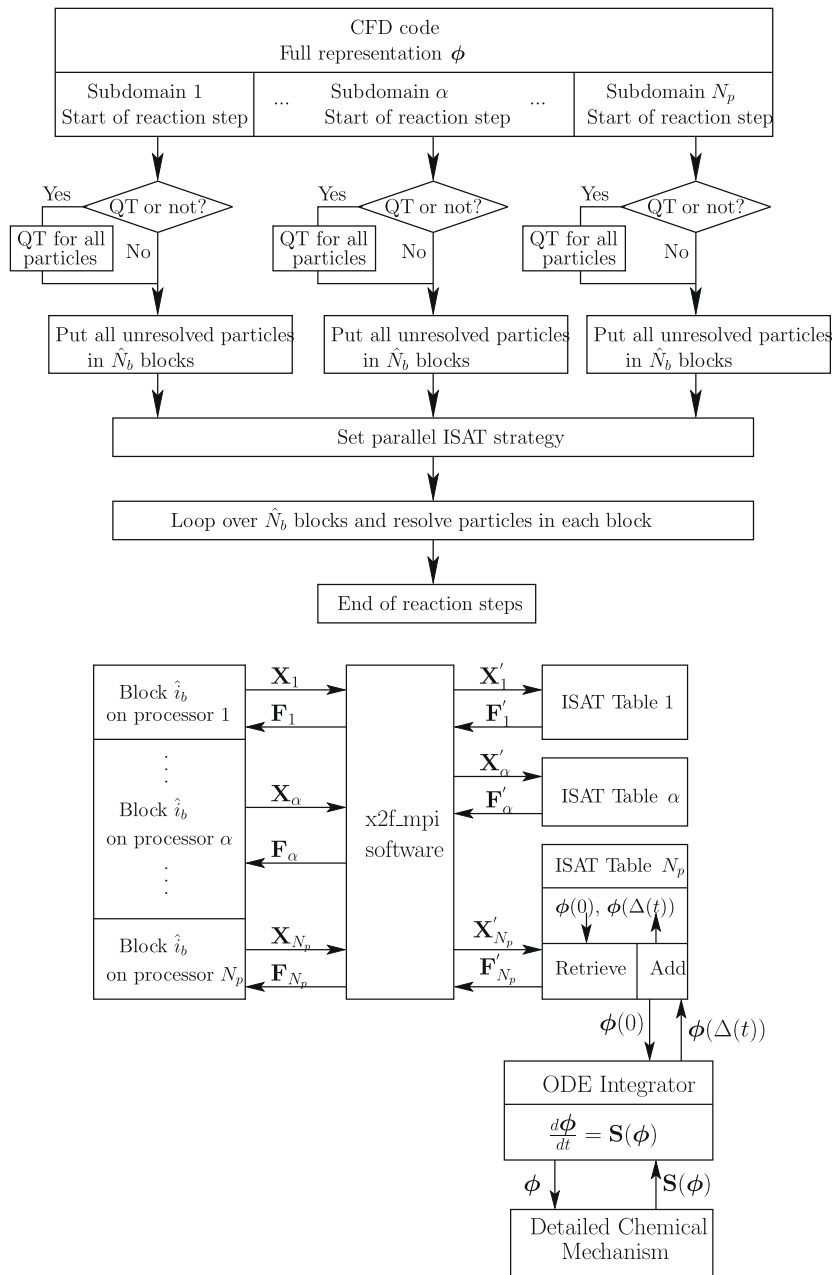 CFD code
Full representation ϕ
Subdomain 1
Start of reaction step
...
Subdomain α
Start of reaction step
...
Subdomain N_p
Start of reaction step
Yes
QT or not?
QT for all
particles
No
Yes
QT or not?
QT for all
particles
No
Yes
QT or not?
QT for all
particles
No
Put all unresolved particles
in N̂_b blocks
Put all unresolved particles
in N̂_b blocks
Put all unresolved particles
in N̂_b blocks
Set parallel ISAT strategy
Loop over N̂_b blocks and resolve particles in each block
End of reaction steps
Block î_b
on processor 1
X_1
F_1
⋮
Block î_b
on processor α
⋮
X_α
F_α
Block î_b
on processor N_p
X_{N_p}
F_{N_p}
x2f_mpi
software
X'_1
F'_1
ISAT Table 1
X'_α
F'_α
ISAT Table α
X'_{N_p}
F'_{N_p}
ISAT Table N_p
ϕ(0), ϕ(Δ(t))
Retrieve
Add
ϕ(0)
ϕ(Δ(t))
ODE Integrator
dϕ/dt = S(ϕ)
ϕ
S(ϕ)
Detailed Chemical
Mechanism